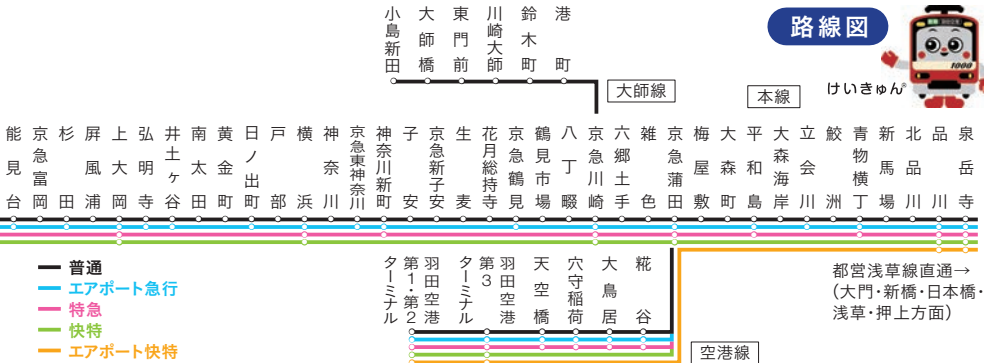 小島新田
大師橋
東門前
川崎大師
鈴木町
港町
路線図
けいきゅん®
1000
大師線
本線
能見台
京急富岡
杉田
屏風浦
上大岡
弘明寺
井土ヶ谷
南太田
黄金町
日ノ出町
戸部
横浜
神奈川
京急東神奈川
神奈川新町
子安
京急新子安
生麦
花月総持寺
京急鶴見
鶴見市場
八丁畷
京急川崎
六郷土手
雑色
京急蒲田
梅屋敷
大森町
平和島
大森海岸
立会川
鮫洲
青物横丁
新馬場
北品川
品川
泉岳寺
普通
エアポート急行
特急
快特
エアポート快特
羽田空港
第1・第2
ターミナル
羽田空港
第3
ターミナル
天空橋
穴守稲荷
大鳥居
糀谷
空港線
都営浅草線直通→
(大門・新橋・日本橋・
浅草・押上方面)